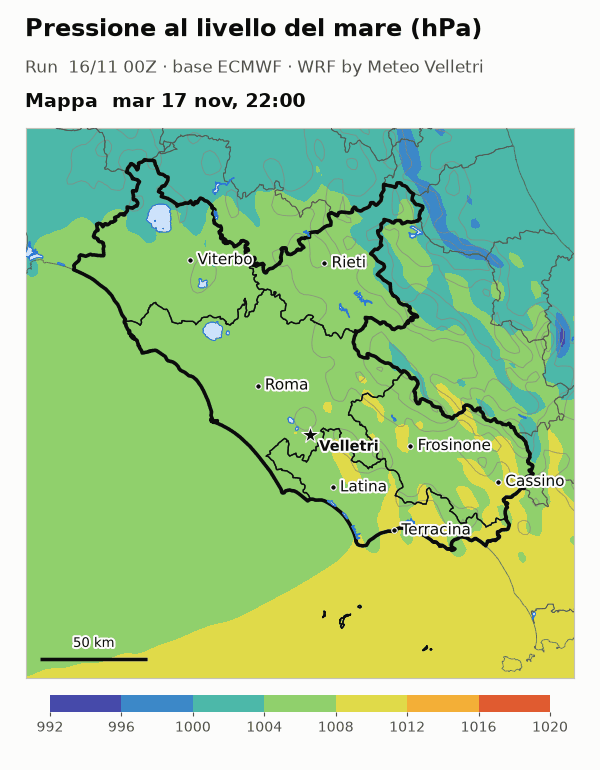 Pressione al livello del mare (hPa)
Run  16/11 00Z · base ECMWF · WRF by Meteo Velletri
Mappa  mar 17 nov, 22:00
Viterbo
Rieti
Roma
Velletri
Frosinone
Latina
Cassino
Terracina
50 km
992 996 1000 1004 1008 1012 1016 1020